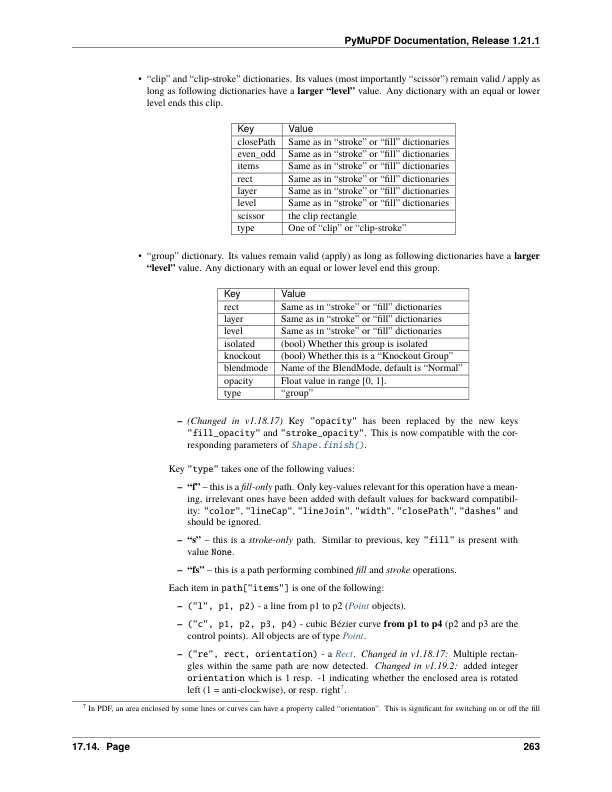 PyMuPDF Documentation, Release 1.21.1
• “clip” and “clip-stroke” dictionaries. Its values (most importantly “scissor”) remain valid / apply as
long as following dictionaries have a larger “level” value. Any dictionary with an equal or lower
level ends this clip.
Key Value
closePath Same as in “stroke” or “fill” dictionaries
even_odd Same as in “stroke” or “fill” dictionaries
items Same as in “stroke” or “fill” dictionaries
rect Same as in “stroke” or “fill” dictionaries
layer Same as in “stroke” or “fill” dictionaries
level Same as in “stroke” or “fill” dictionaries
scissor the clip rectangle
type One of “clip” or “clip-stroke”
• “group” dictionary. Its values remain valid (apply) as long as following dictionaries have a larger
“level” value. Any dictionary with an equal or lower level end this group.
Key Value
rect Same as in “stroke” or “fill” dictionaries
layer Same as in “stroke” or “fill” dictionaries
level Same as in “stroke” or “fill” dictionaries
isolated (bool) Whether this group is isolated
knockout (bool) Whether this is a “Knockout Group”
blendmode Name of the BlendMode, default is “Normal”
opacity Float value in range [0, 1].
type “group”
– (Changed in v1.18.17) Key "opacity" has been replaced by the new keys
"fill_opacity" and "stroke_opacity". This is now compatible with the cor-
responding parameters of Shape.finish().
Key "type" takes one of the following values:
– “f” – this is a fill-only path. Only key-values relevant for this operation have a mean-
ing, irrelevant ones have been added with default values for backward compatibil-
ity: "color", "lineCap", "lineJoin", "width", "closePath", "dashes" and
should be ignored.
– “s” – this is a stroke-only path. Similar to previous, key "fill" is present with
value None.
– “fs” – this is a path performing combined fill and stroke operations.
Each item in path["items"] is one of the following:
– ("l", p1, p2) - a line from p1 to p2 (Point objects).
– ("c", p1, p2, p3, p4) - cubic Bézier curve from p1 to p4 (p2 and p3 are the
control points). All objects are of type Point.
– ("re", rect, orientation) - a Rect. Changed in v1.18.17: Multiple rectan-
gles within the same path are now detected. Changed in v1.19.2: added integer
orientation which is 1 resp. -1 indicating whether the enclosed area is rotated
left (1 = anti-clockwise), or resp. right7.
7 In PDF, an area enclosed by some lines or curves can have a property called “orientation”. This is significant for switching on or off the fill
17.14. Page 263